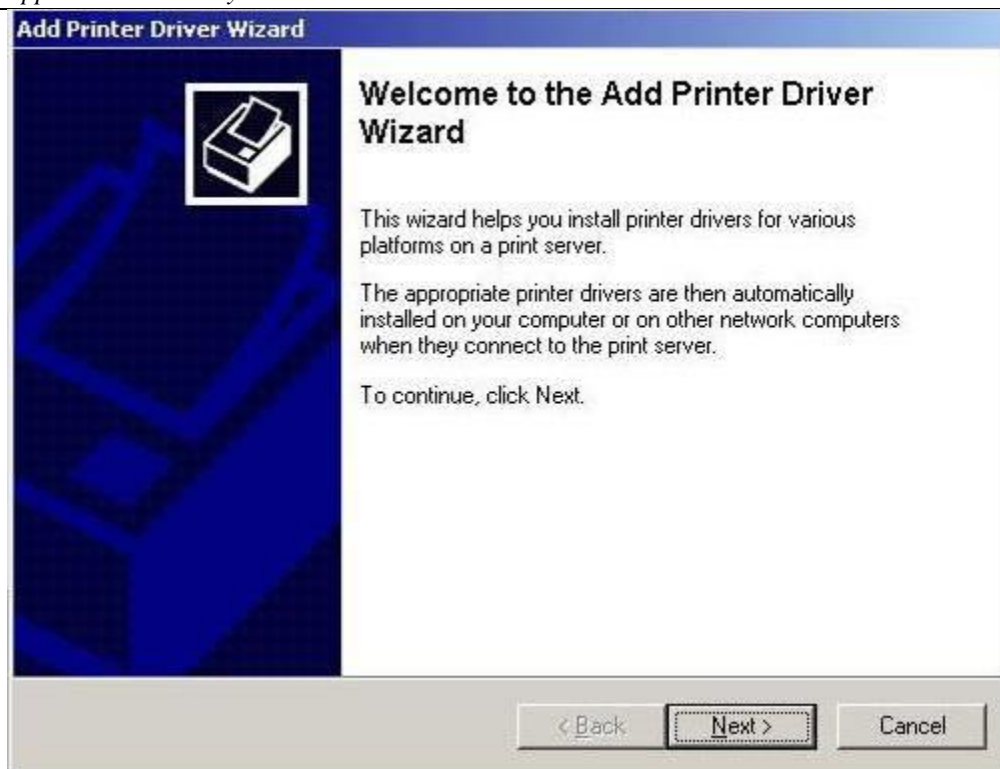 Add Printer Driver Wizard
Welcome to the Add Printer Driver
Wizard
This wizard helps you install printer drivers for various
platforms on a print server.
The appropriate printer drivers are then automatically
installed on your computer or on other network computers
when they connect to the print server.
To continue, click Next.
< Back Next > Cancel